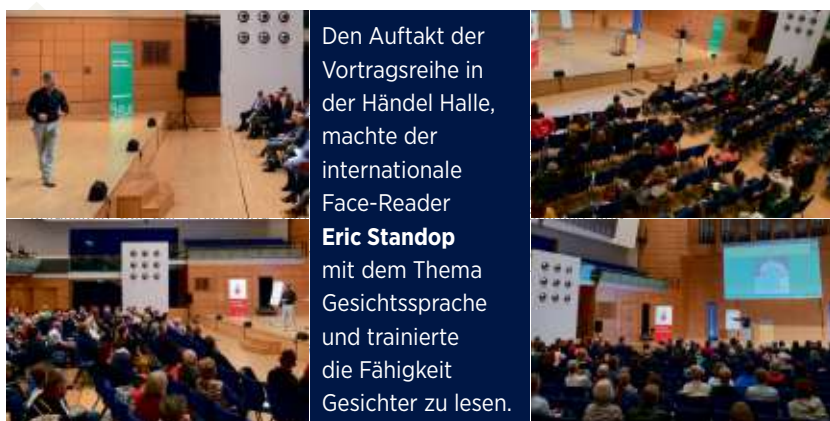 Den Auftakt der
Vortragsreihe in
der Händel Halle,
machte der
internationale
Face-Reader
Eric Standop
mit dem Thema
Gesichtssprache
und trainierte
die Fähigkeit
Gesichter zu lesen.